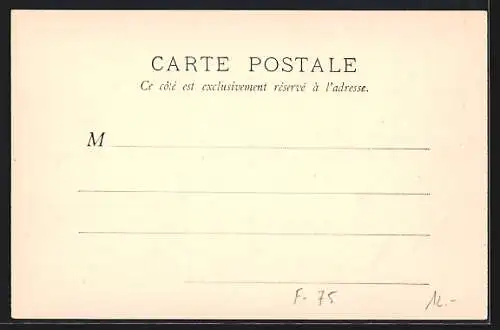 CARTE POSTALE
Ce côté est exclusivement réservé à l'adresse.
M
F-75 12.-